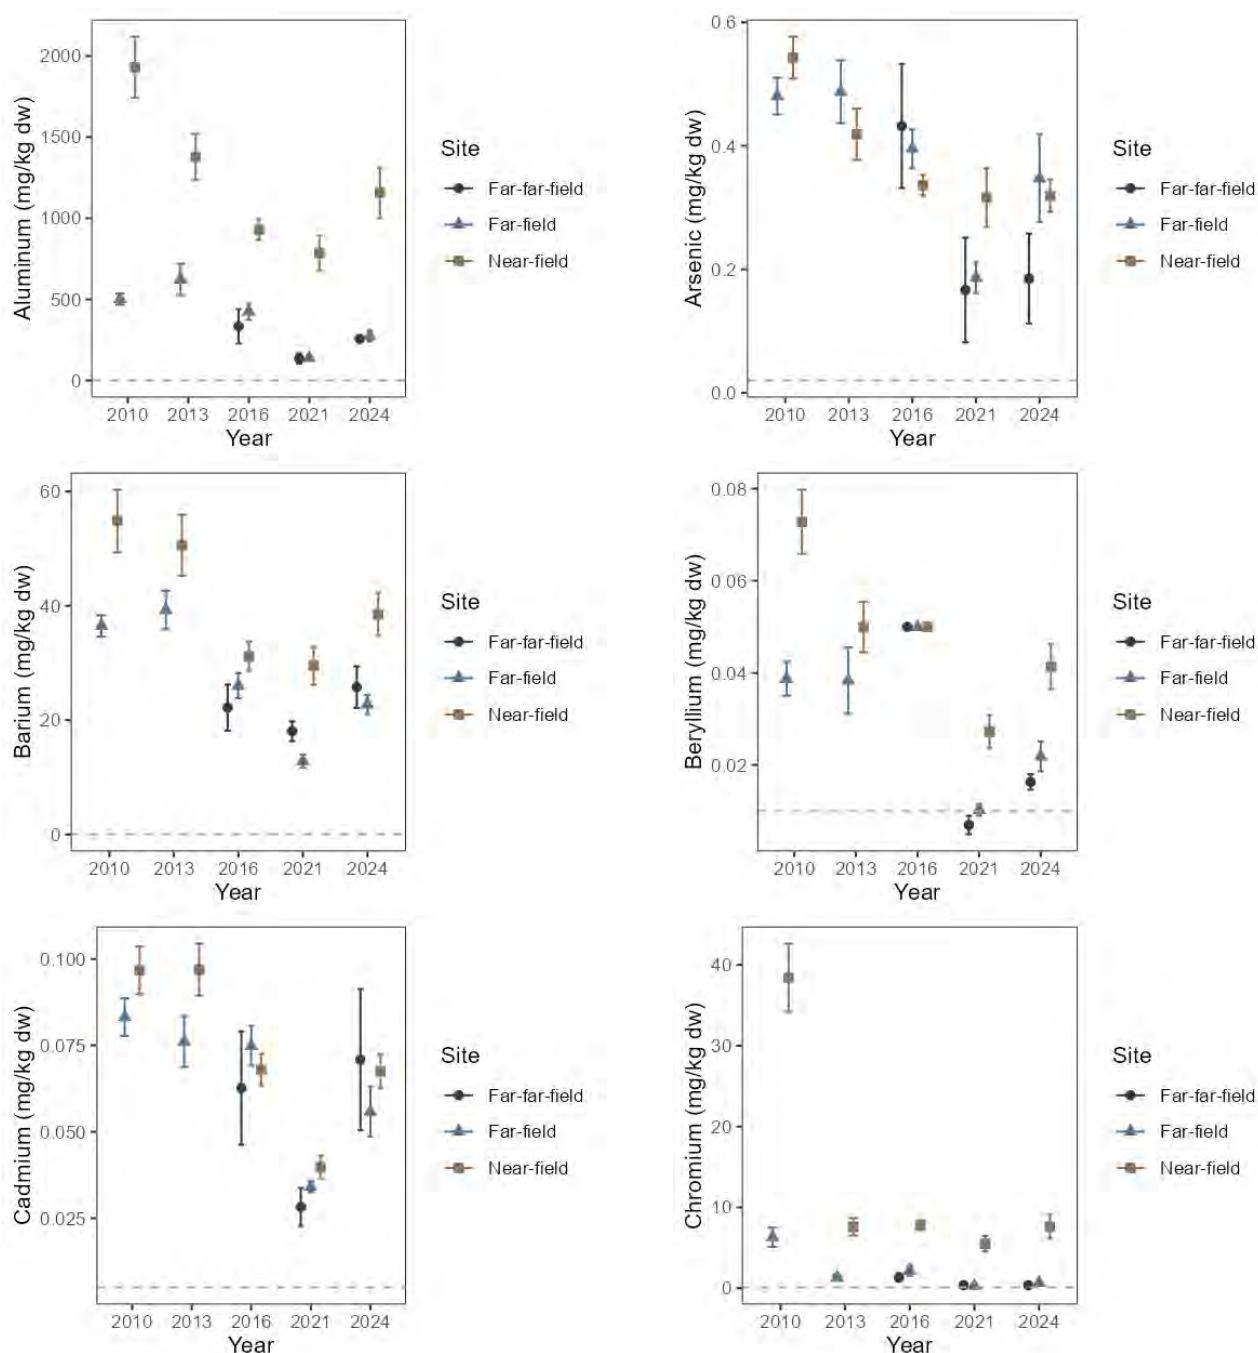 Aluminum (mg/kg dw)
2000
1500
1000
500
0
2010 2013 2016 2021 2024
Year
Site
Far-far-field
Far-field
Near-field
Arsenic (mg/kg dw)
0.6
0.4
0.2
0.0
2010 2013 2016 2021 2024
Year
Site
Far-far-field
Far-field
Near-field
Barium (mg/kg dw)
60
40
20
0
2010 2013 2016 2021 2024
Year
Site
Far-far-field
Far-field
Near-field
Beryllium (mg/kg dw)
0.08
0.06
0.04
0.02
2010 2013 2016 2021 2024
Year
Site
Far-far-field
Far-field
Near-field
Cadmium (mg/kg dw)
0.100
0.075
0.050
0.025
2010 2013 2016 2021 2024
Year
Site
Far-far-field
Far-field
Near-field
Chromium (mg/kg dw)
40
30
20
10
0
2010 2013 2016 2021 2024
Year
Site
Far-far-field
Far-field
Near-field